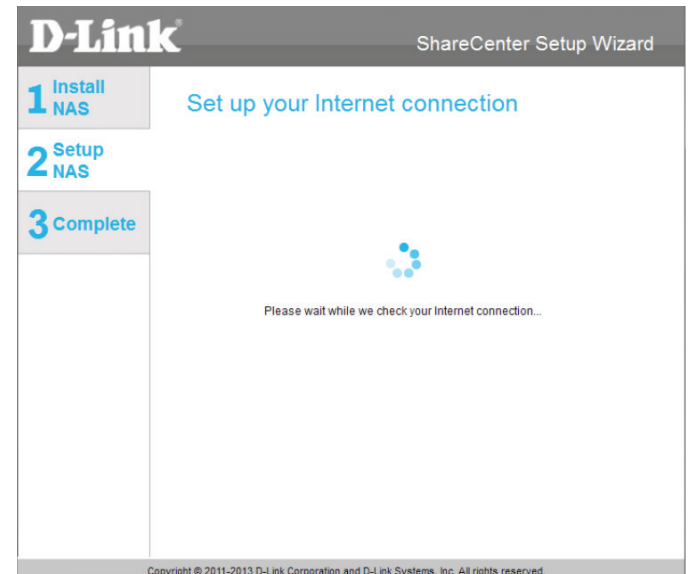 D-Link
ShareCenter Setup Wizard
1 Install
NAS
Set up your Internet connection
2 Setup
NAS
3 Complete
Please wait while we check your Internet connection...
Copyright © 2011-2013 D-Link Corporation and D-Link Systems, Inc. All rights reserved.